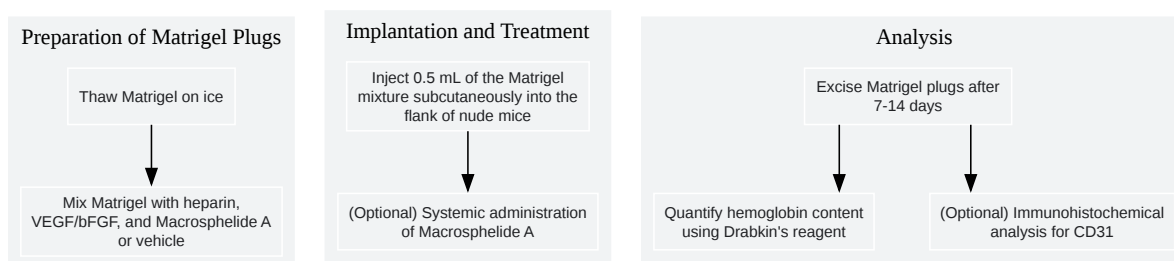 Preparation of Matrigel Plugs
Thaw Matrigel on ice
Mix Matrigel with heparin,
VEGF/bFGF, and Macrosphelide A
or vehicle
Implantation and Treatment
Inject 0.5 mL of the Matrigel
mixture subcutaneously into the
flank of nude mice
(Optional) Systemic administration
of Macrosphelide A
Analysis
Excise Matrigel plugs after
7-14 days
Quantify hemoglobin content
using Drabkin's reagent
(Optional) Immunohistochemical
analysis for CD31